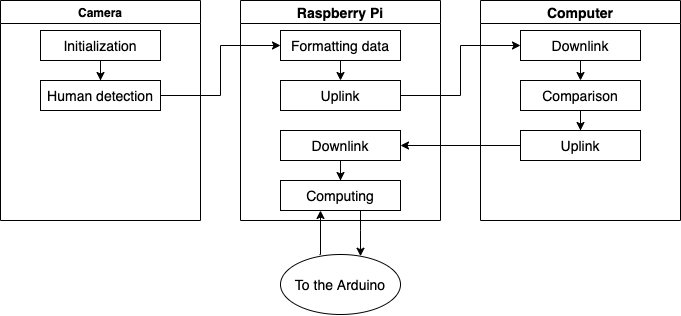 Camera
Raspberry Pi
Computer
Initialization
Formatting data
Downlink
Human detection
Uplink
Comparison
Downlink
Uplink
Computing
To the Arduino